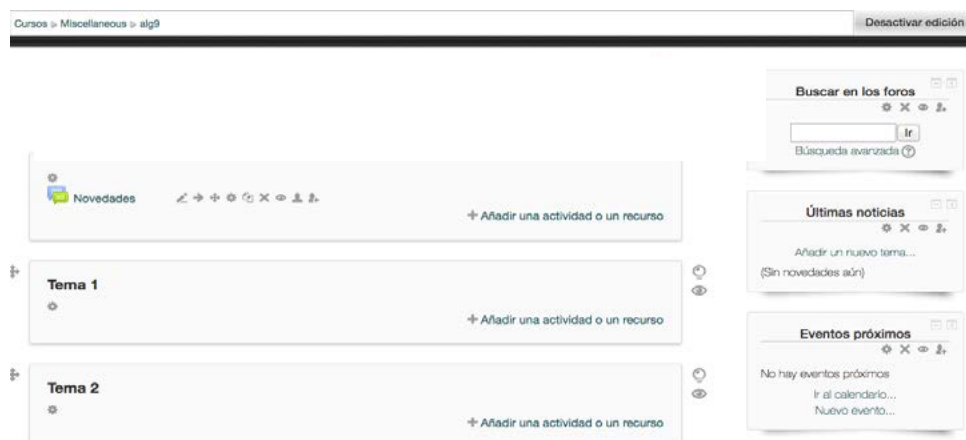 Cursos ▹ Miscellaneous ▹ alg9
Desactivar edición
Novedades
+ Añadir una actividad o un recurso
Tema 1
+ Añadir una actividad o un recurso
Tema 2
+ Añadir una actividad o un recurso
Buscar en los foros
Ir
Búsqueda avanzada ?
Últimas noticias
Añadir un nuevo tema...
(Sin novedades aún)
Eventos próximos
No hay eventos próximos
Ir al calendario...
Nuevo evento...